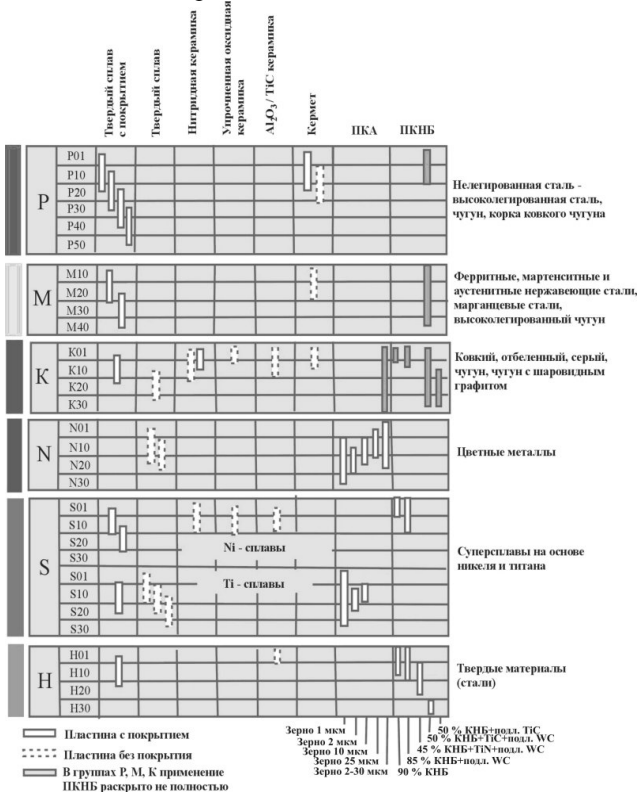 Твердый сплав
с покрытием
Твердый сплав
Нитридная керамика
Упрочненная оксидная
керамика
Al₂O₃ / TiC керамика
Кермет
ПКА
ПКНБ
P
P01
P10
P20
P30
P40
P50
Нелегированная сталь -
высоколегированная сталь,
чугун, корка ковкого чугуна
M
M10
M20
M30
M40
Ферритные, мартенситные и
аустенитные нержавеющие стали,
марганцевые стали,
высоколегированный чугун
K
K01
K10
K20
K30
Ковкий, отбеленный, серый,
чугун, чугун с шаровидным
графитом
N
N01
N10
N20
N30
Цветные металлы
S
S01
S10
S20
S30
Ni - сплавы
S01
S10
S20
S30
Ti - сплавы
Суперсплавы на основе
никеля и титана
H
H01
H10
H20
H30
Твердые материалы
(стали)
Пластина с покрытием
Пластина без покрытия
В группах Р, М, К применение
ПКНБ раскрыто не полностью
Зерно 1 мкм
Зерно 2 мкм
Зерно 10 мкм
Зерно 25 мкм
Зерно 2-30 мкм
50 % КНБ+подл. TiC
50 % КНБ+TiC+подл. WC
45 % КНБ+TiN+подл. WC
85 % КНБ+подл. WC
90 % КНБ